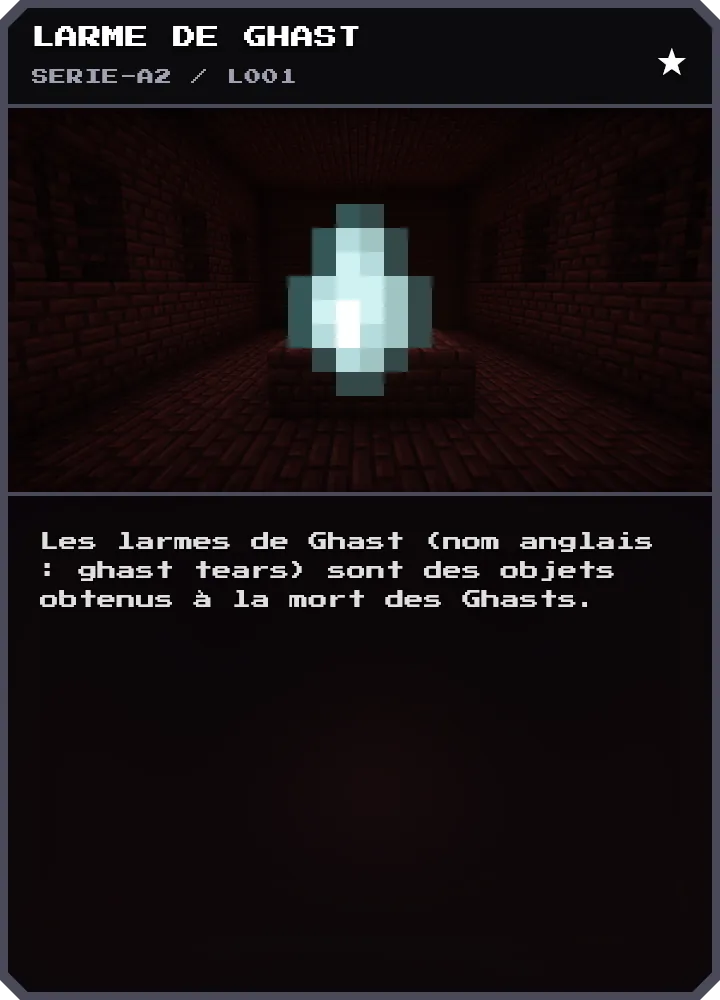 LARME DE GHAST
SERIE-A2 / L001
★
Les larmes de Ghast (nom anglais
: ghast tears) sont des objets
obtenus à la mort des Ghasts.